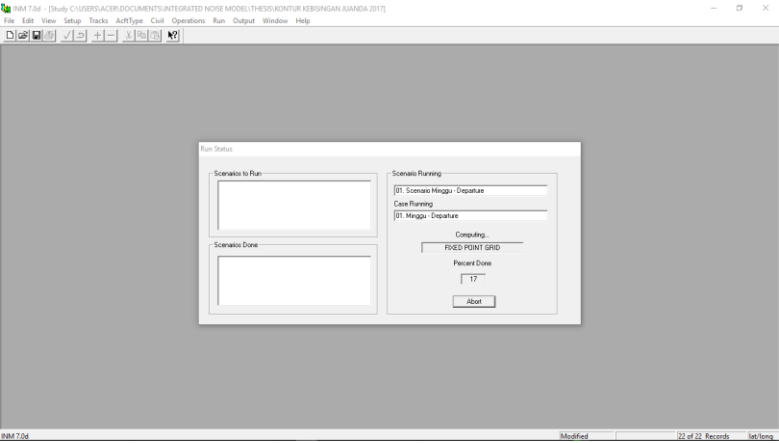 INM 7.0d - [Study C:\USERS\ACER\DOCUMENTS\INTEGRATED NOISE MODEL\THESIS\KONTUR KEBISINGAN JUANDA 2017]
File Edit View Setup Tracks AcftType Civil Operations Run Output Window Help
Run Status
Scenarios to Run
Scenarios Done
Scenario Running
01. Scenario Minggu - Departure
Case Running
01. Minggu - Departure
Computing...
FIXED POINT GRID
Percent Done
17
Abort
INM 7.0d Modified 22 of 22 Records lat/long